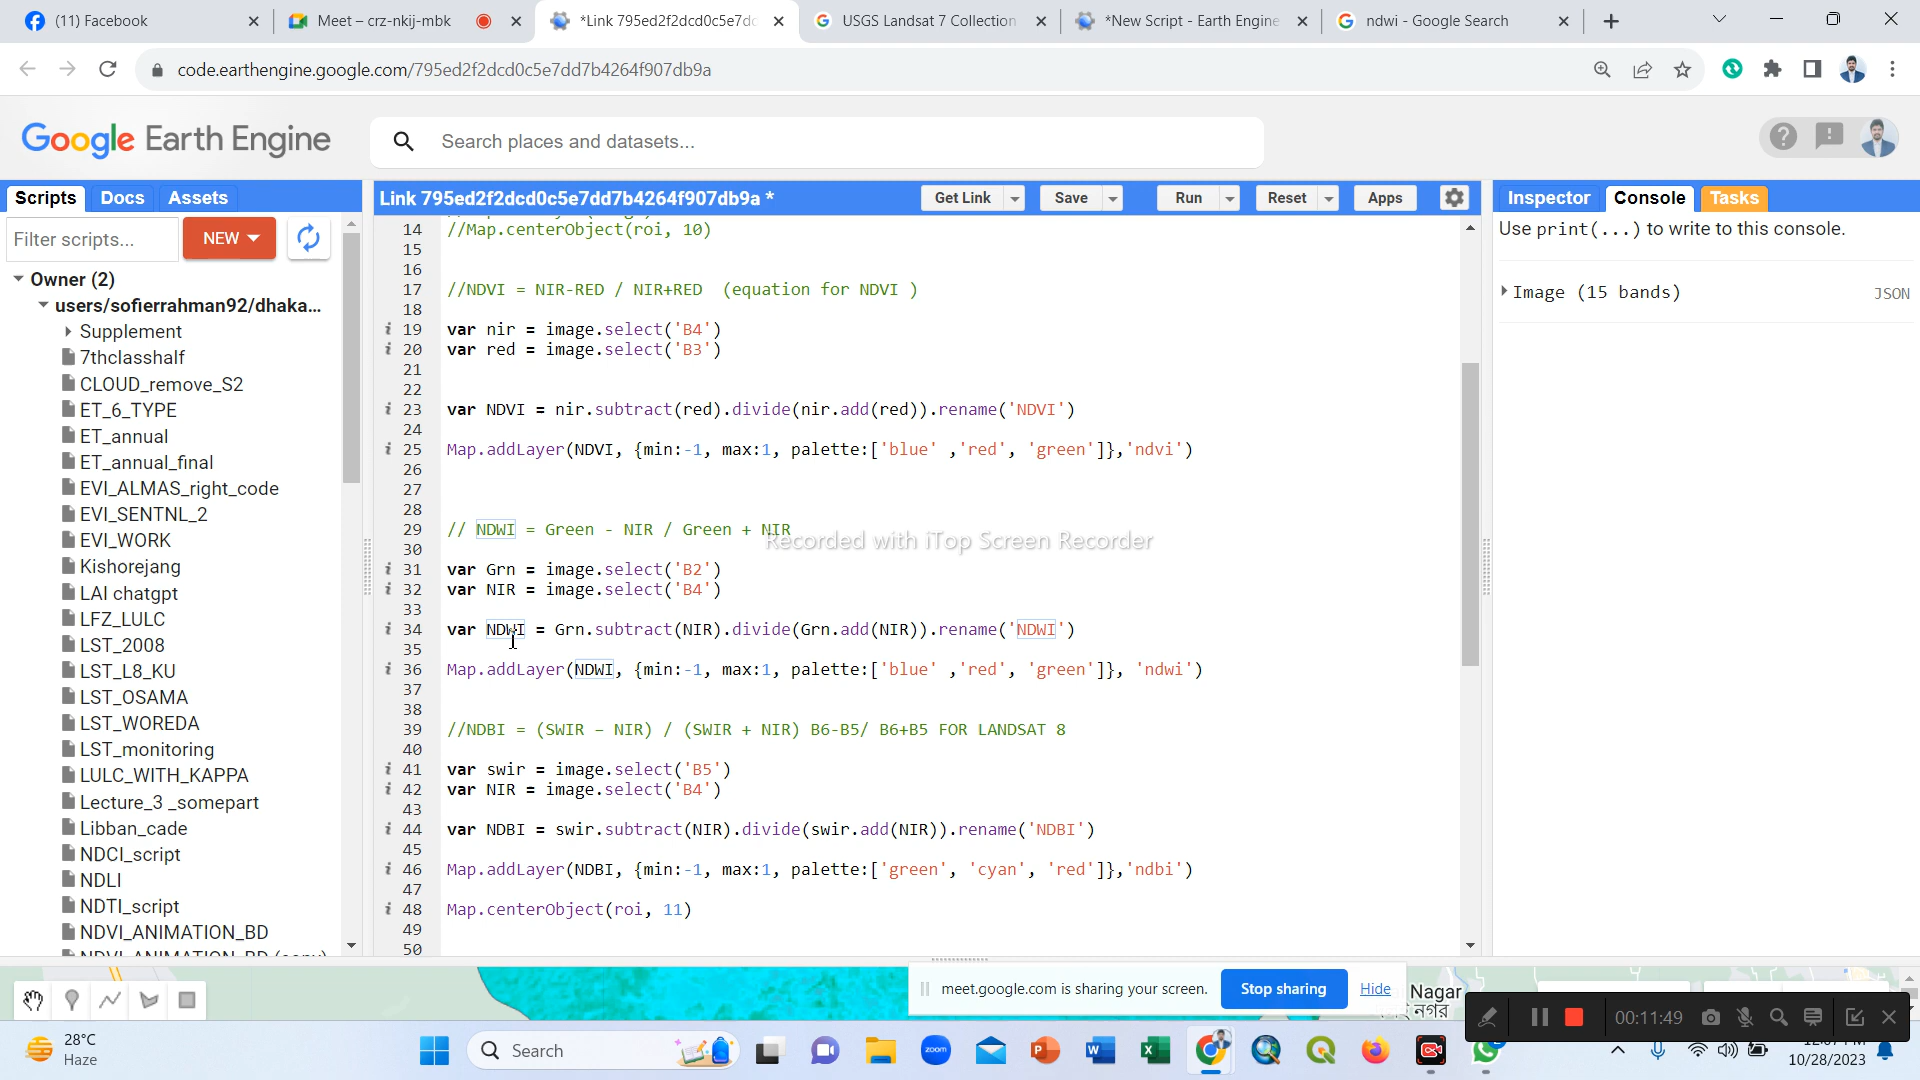 (11) Facebook
Meet – crz-nkij-mbk
*Link 795ed2f2dcd0c5e7dc
USGS Landsat 7 Collection
*New Script - Earth Engine
ndwi - Google Search
code.earthengine.google.com/795ed2f2dcd0c5e7dd7b4264f907db9a
Google Earth Engine
Search places and datasets...
Scripts
Docs
Assets
Filter scripts...
NEW
Owner (2)
users/sofierrahman92/dhaka...
Supplement
7thclasshalf
CLOUD_remove_S2
ET_6_TYPE
ET_annual
ET_annual_final
EVI_ALMAS_right_code
EVI_SENTNL_2
EVI_WORK
Kishorejang
LAI chatgpt
LFZ_LULC
LST_2008
LST_L8_KU
LST_OSAMA
LST_WOREDA
LST_monitoring
LULC_WITH_KAPPA
Lecture_3 _somepart
Libban_cade
NDCI_script
NDLI
NDTI_script
NDVI_ANIMATION_BD
Link 795ed2f2dcd0c5e7dd7b4264f907db9a *
Get Link
Save
Run
Reset
Apps
14 //Map.centerObject(roi, 10)
15
16
17 //NDVI = NIR-RED / NIR+RED (equation for NDVI )
18
19 var nir = image.select('B4')
20 var red = image.select('B3')
21
22
23 var NDVI = nir.subtract(red).divide(nir.add(red)).rename('NDVI')
24
25 Map.addLayer(NDVI, {min:-1, max:1, palette:['blue' ,'red', 'green']},'ndvi')
26
27
28
29 // NDWI = Green - NIR / Green + NIR
30
31 var Grn = image.select('B2')
32 var NIR = image.select('B4')
33
34 var NDWI = Grn.subtract(NIR).divide(Grn.add(NIR)).rename('NDWI')
35
36 Map.addLayer(NDWI, {min:-1, max:1, palette:['blue' ,'red', 'green']}, 'ndwi')
37
38
39 //NDBI = (SWIR – NIR) / (SWIR + NIR) B6-B5/ B6+B5 FOR LANDSAT 8
40
41 var swir = image.select('B5')
42 var NIR = image.select('B4')
43
44 var NDBI = swir.subtract(NIR).divide(swir.add(NIR)).rename('NDBI')
45
46 Map.addLayer(NDBI, {min:-1, max:1, palette:['green', 'cyan', 'red']},'ndbi')
47
48 Map.centerObject(roi, 11)
49
50
Recorded with iTop Screen Recorder
Inspector
Console
Tasks
Use print(...) to write to this console.
Image (15 bands)
JSON
meet.google.com is sharing your screen.
Stop sharing
Hide
Nagar
নগর
00:11:49
28°C
Haze
Search
zoom
10/28/2023